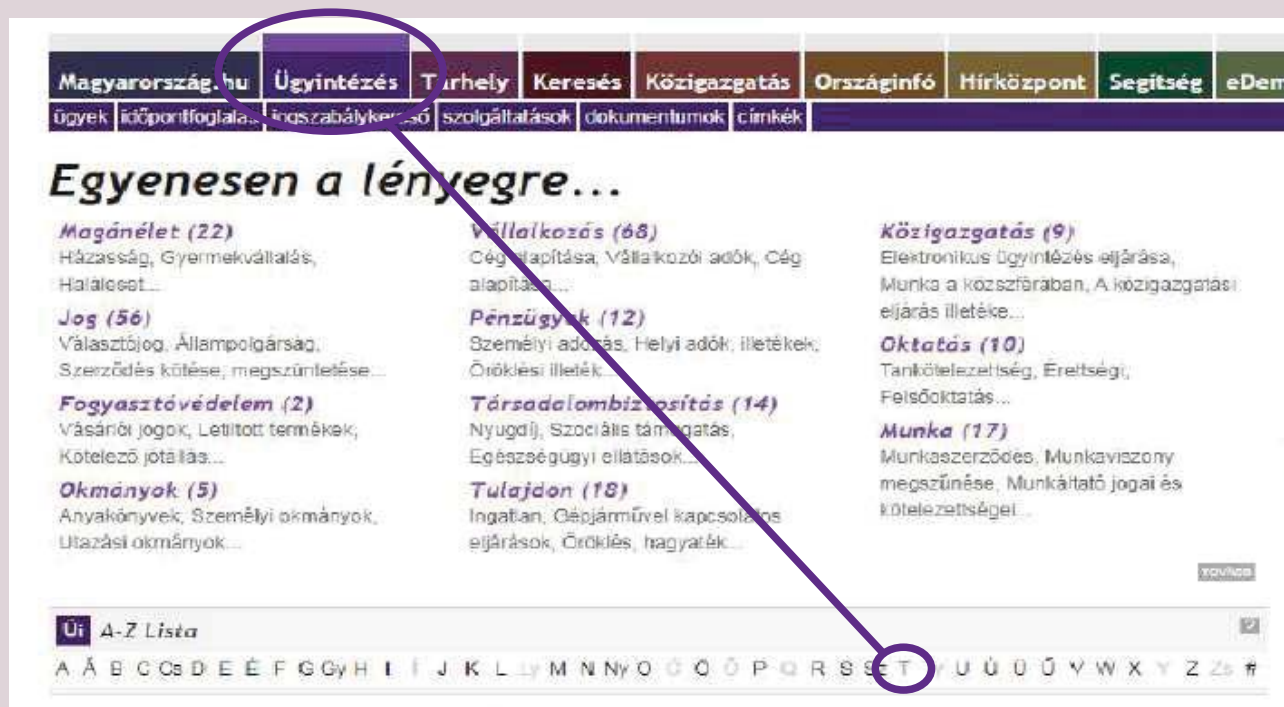 Magyarország.hu Ügyintézés Tárhely Keresés Közigazgatás Országinfó Hírközpont Segítség eDem
ügyek időpontfoglalás jogszabálykereső szolgáltatások dokumentumok címkék
Egyenesen a lényegre...
Magánélet (22)
Házasság, Gyermekvállalás,
Haláleset...
Jog (56)
Választójog, Állampolgárság,
Szerződés kötése, megszüntetése...
Fogyasztóvédelem (2)
Vásárlói jogok, Letiltott termékek,
Kötelező jótállás...
Okmányok (5)
Anyakönyvek, Személyi okmányok,
Utazási okmányok...
Vállalkozás (68)
Cég alapítása, Vállalkozói adók, Cég
alapítása...
Pénzügyek (12)
Személyi adózás, Helyi adók, illetékek,
Öröklési illeték...
Társadalombiztosítás (14)
Nyugdíj, Szociális támogatás,
Egészségügyi ellátások...
Tulajdon (18)
Ingatlan, Gépjárművel kapcsolatos
eljárások, Öröklés, hagyaték...
Közigazgatás (9)
Elektronikus ügyintézés eljárása,
Munka a közszférában, A közigazgatási
eljárás illetéke...
Oktatás (10)
Tankötelezettség, Érettségi,
Felsőoktatás...
Munka (17)
Munkaszerződés, Munkaviszony
megszűnése, Munkáltató jogai és
kötelezettségei...
TOVÁBB
Üi A-Z Lista
A Á B C Cs D E É F G Gy H I Í J K L Ly M N Ny O Ó Ö Ő P Q R S Sz T U Ú Ü Ű V W X Y Z Zs #